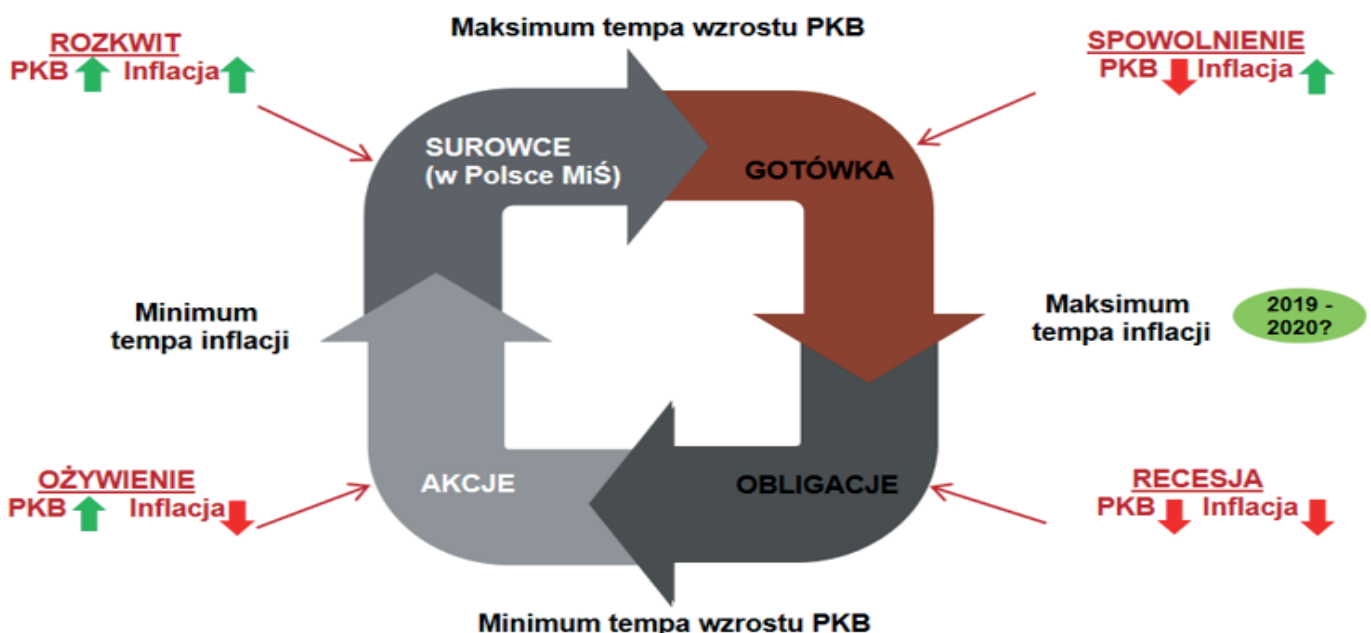 Maksimum tempa wzrostu PKB
ROZKWIT
PKB Inflacja
SPOWOLNIENIE
PKB Inflacja
SUROWCE
(w Polsce MiŚ)
GOTÓWKA
Minimum
tempa inflacji
Maksimum
tempa inflacji
2019 -
2020?
OŻYWIENIE
PKB Inflacja
AKCJE
OBLIGACJE
RECESJA
PKB Inflacja
Minimum tempa wzrostu PKB